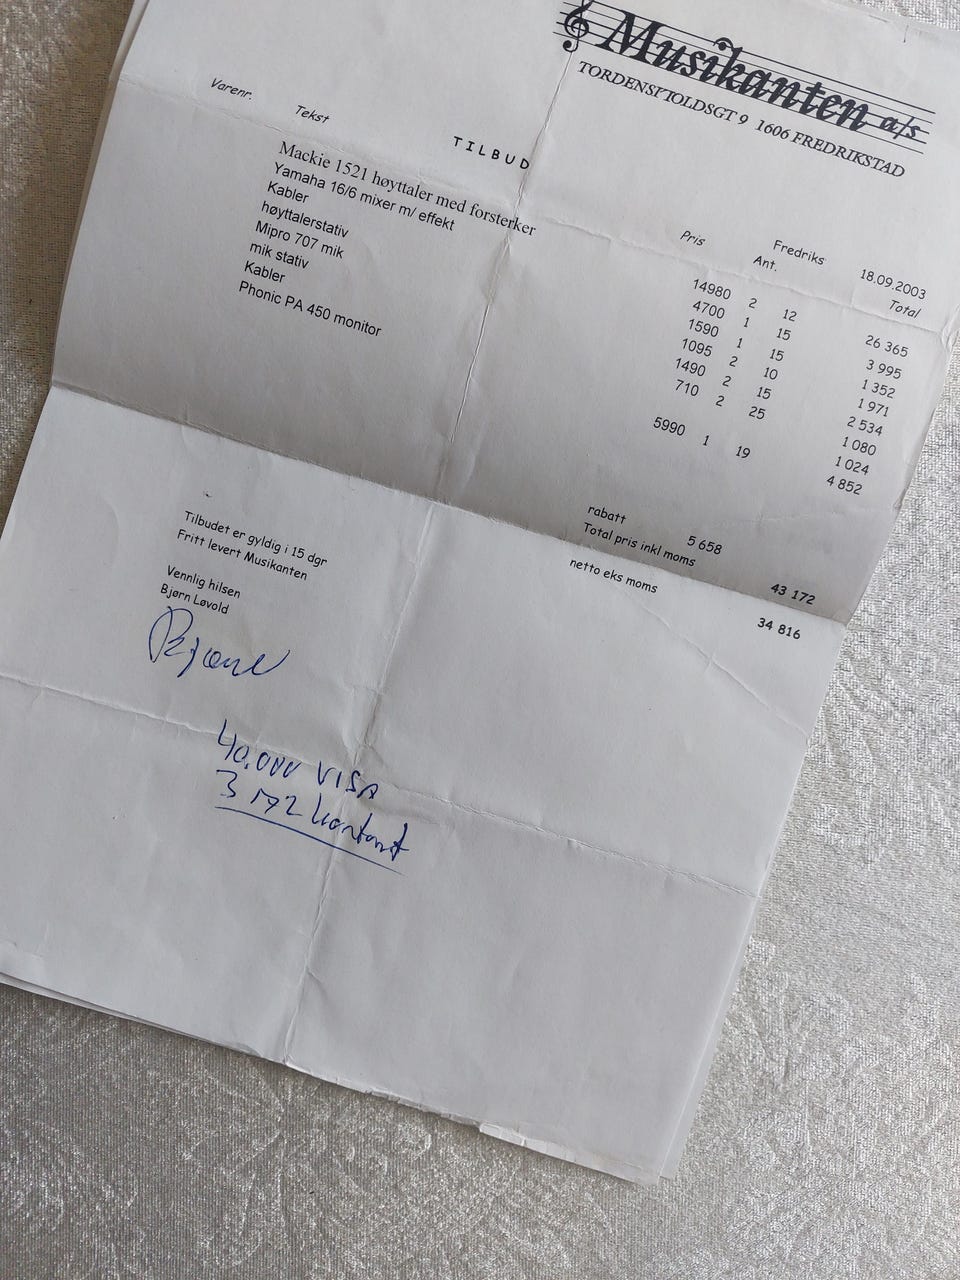 Musikanten a/s
TORDENSKIOLDSGT 9 1606 FREDRIKSTAD
Varenr. Tekst
TILBUD
Fredriks 18.09.2003
Pris Ant. Total
Mackie 1521 høyttaler med forsterker 14980 2 12 26 365
Yamaha 16/6 mixer m/ effekt 4700 1 15 3 995
Kabler 1590 1 15 1 352
høyttalerstativ 1095 2 10 1 971
Mipro 707 mik 1490 2 15 2 534
mik stativ 710 2 25 1 080
Kabler 1 024
Phonic PA 450 monitor 5990 1 19 4 852
rabatt 5 658
Total pris inkl moms 43 172
netto eks moms 34 816
Tilbudet er gyldig i 15 dgr
Fritt levert Musikanten
Vennlig hilsen
Bjørn Løvold
40.000 VISA
3 172 kontant